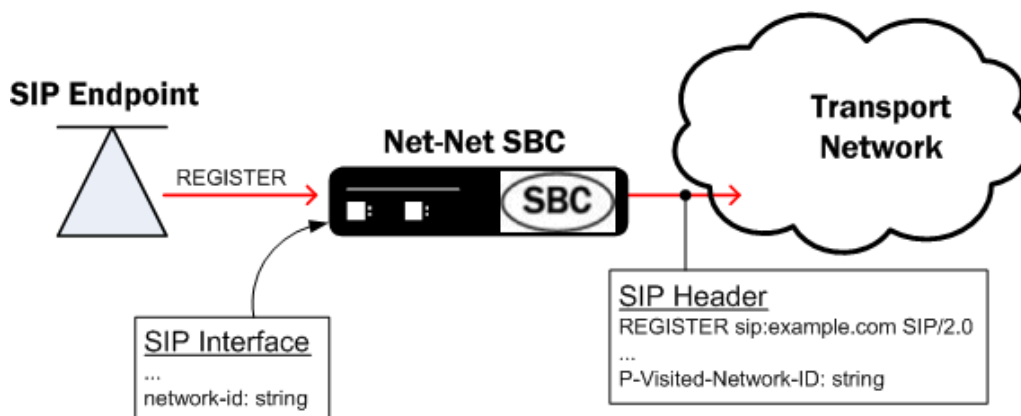 SIP Endpoint
REGISTER
Net-Net SBC
SBC
Transport
Network
SIP Interface
...
network-id: string
SIP Header
REGISTER sip:example.com SIP/2.0
...
P-Visited-Network-ID: string